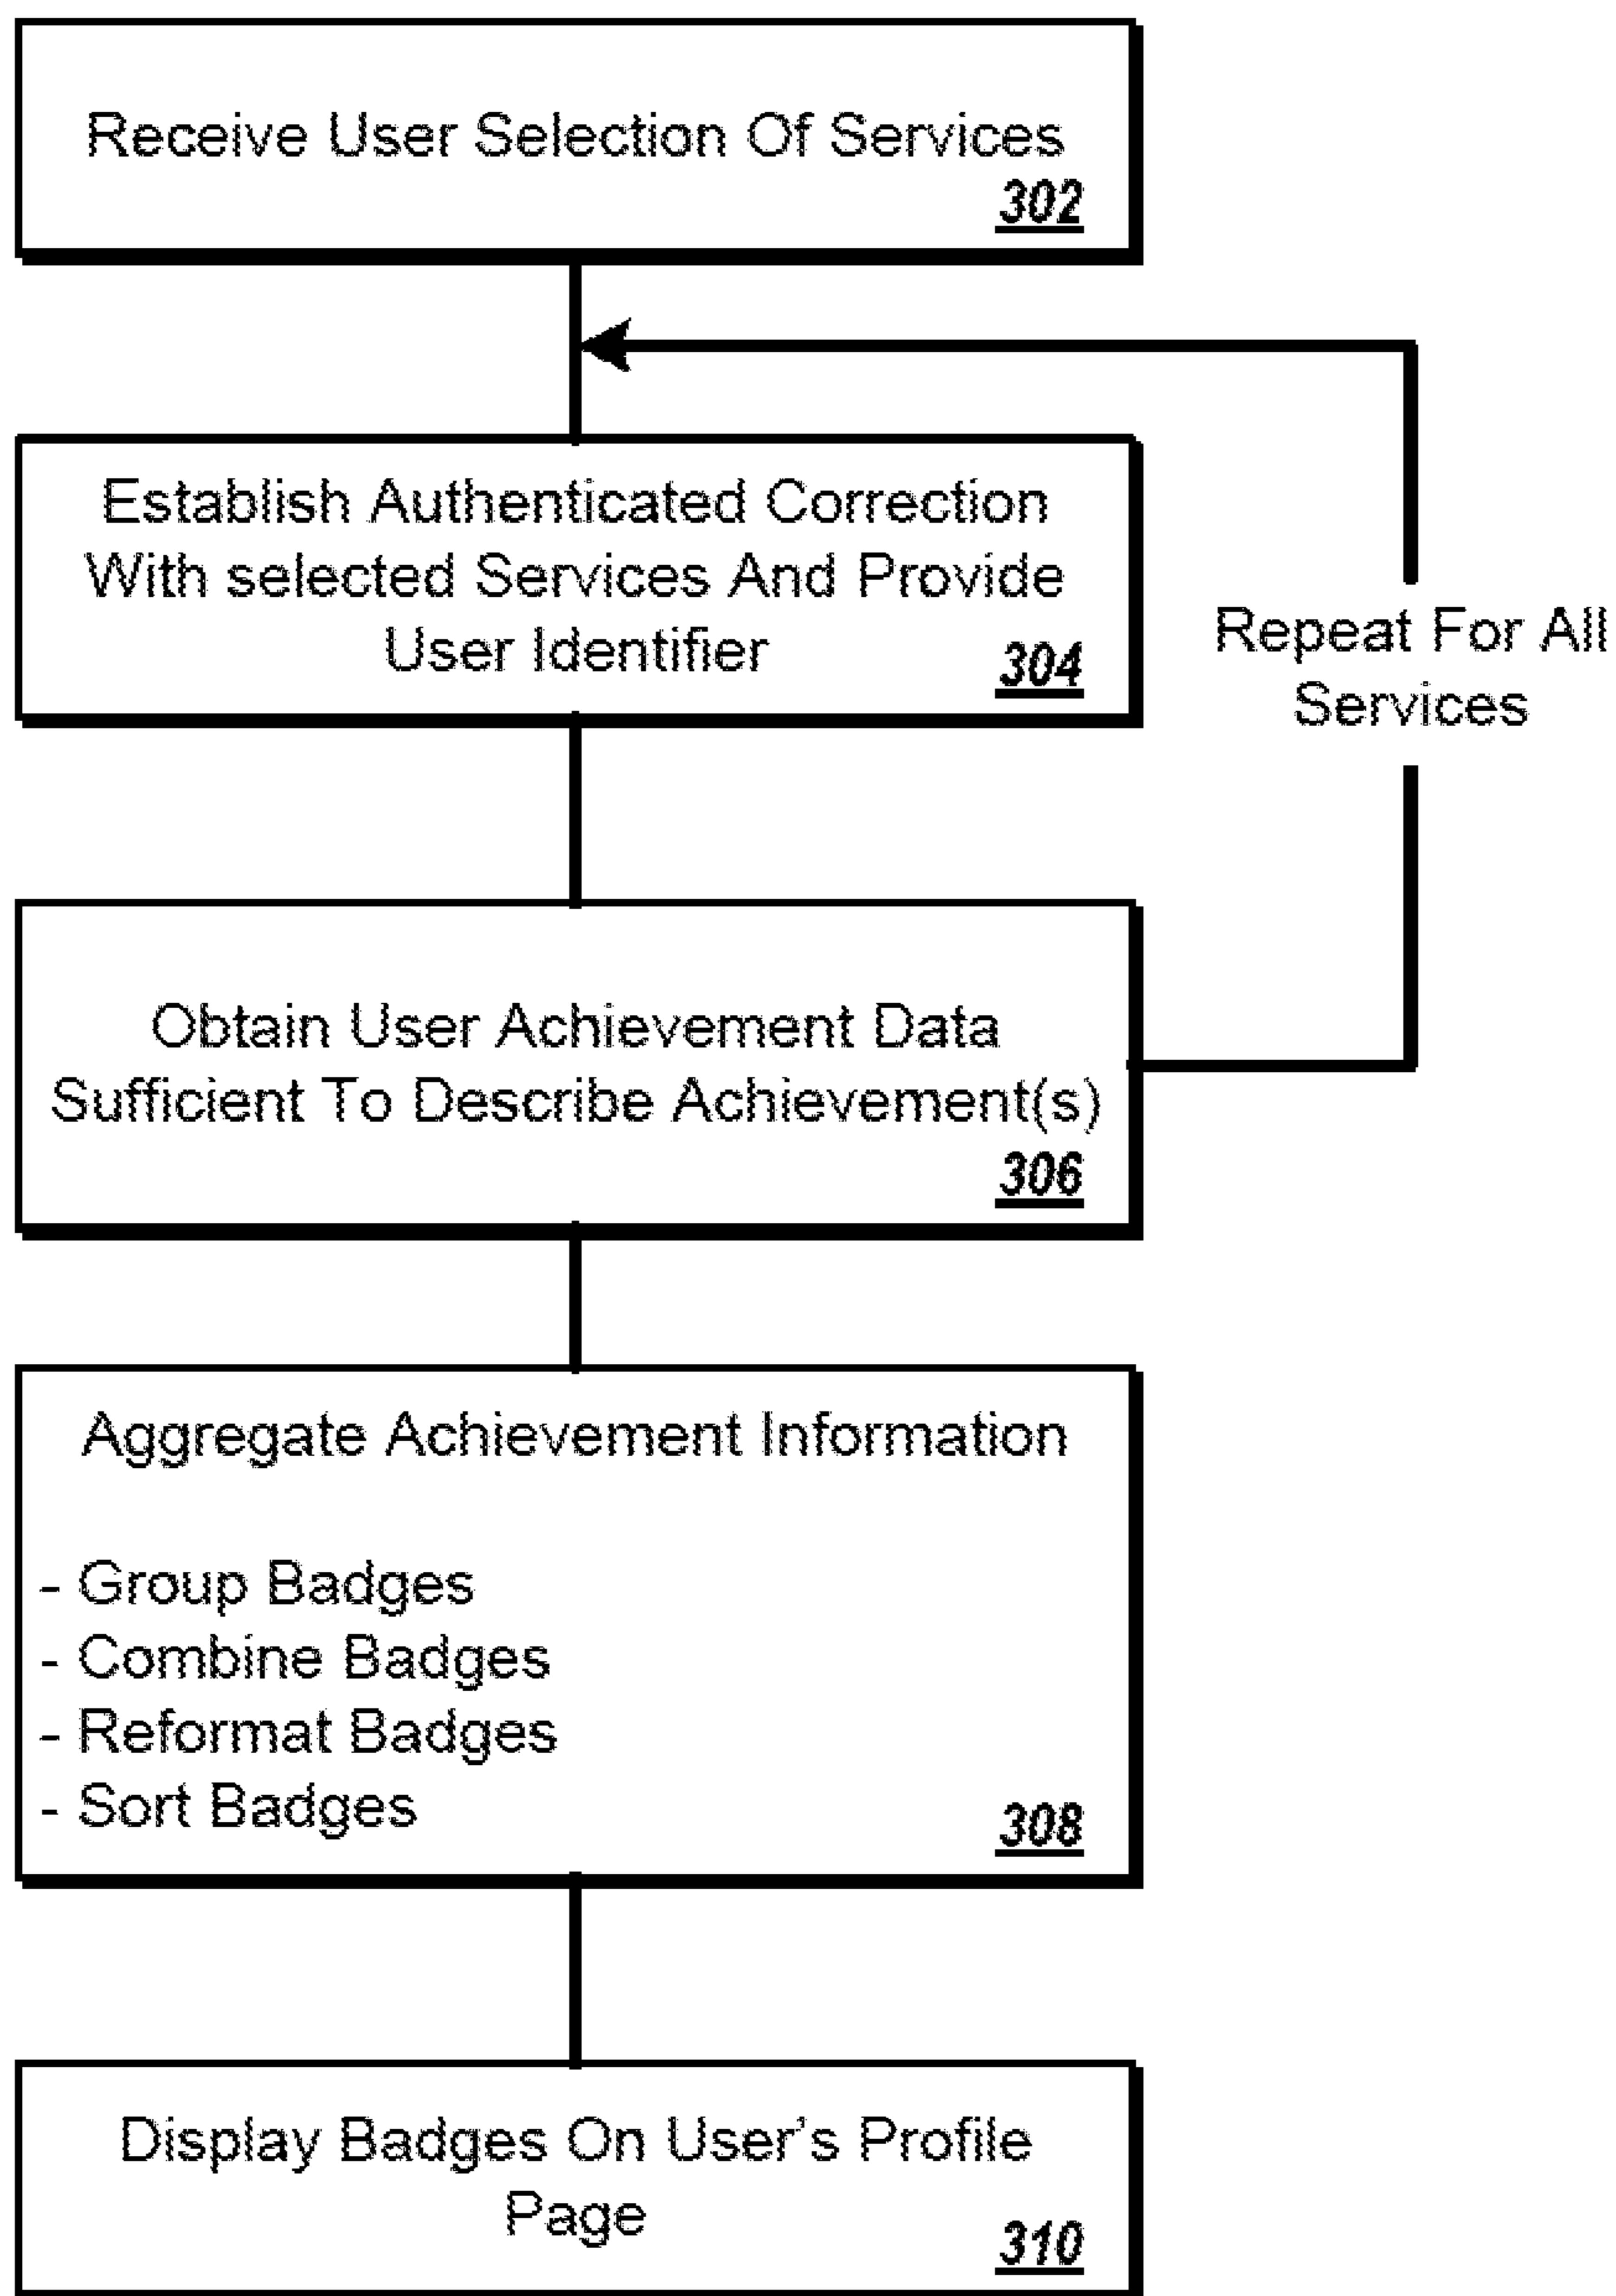 Receive User Selection Of Services
302
Establish Authenticated Correction
With selected Services And Provide
User Identifier
304
Repeat For All
Services
Obtain User Achievement Data
Sufficient To Describe Achievement(s)
306
Aggregate Achievement Information
- Group Badges
- Combine Badges
- Reformat Badges
- Sort Badges
308
Display Badges On User's Profile
Page
310